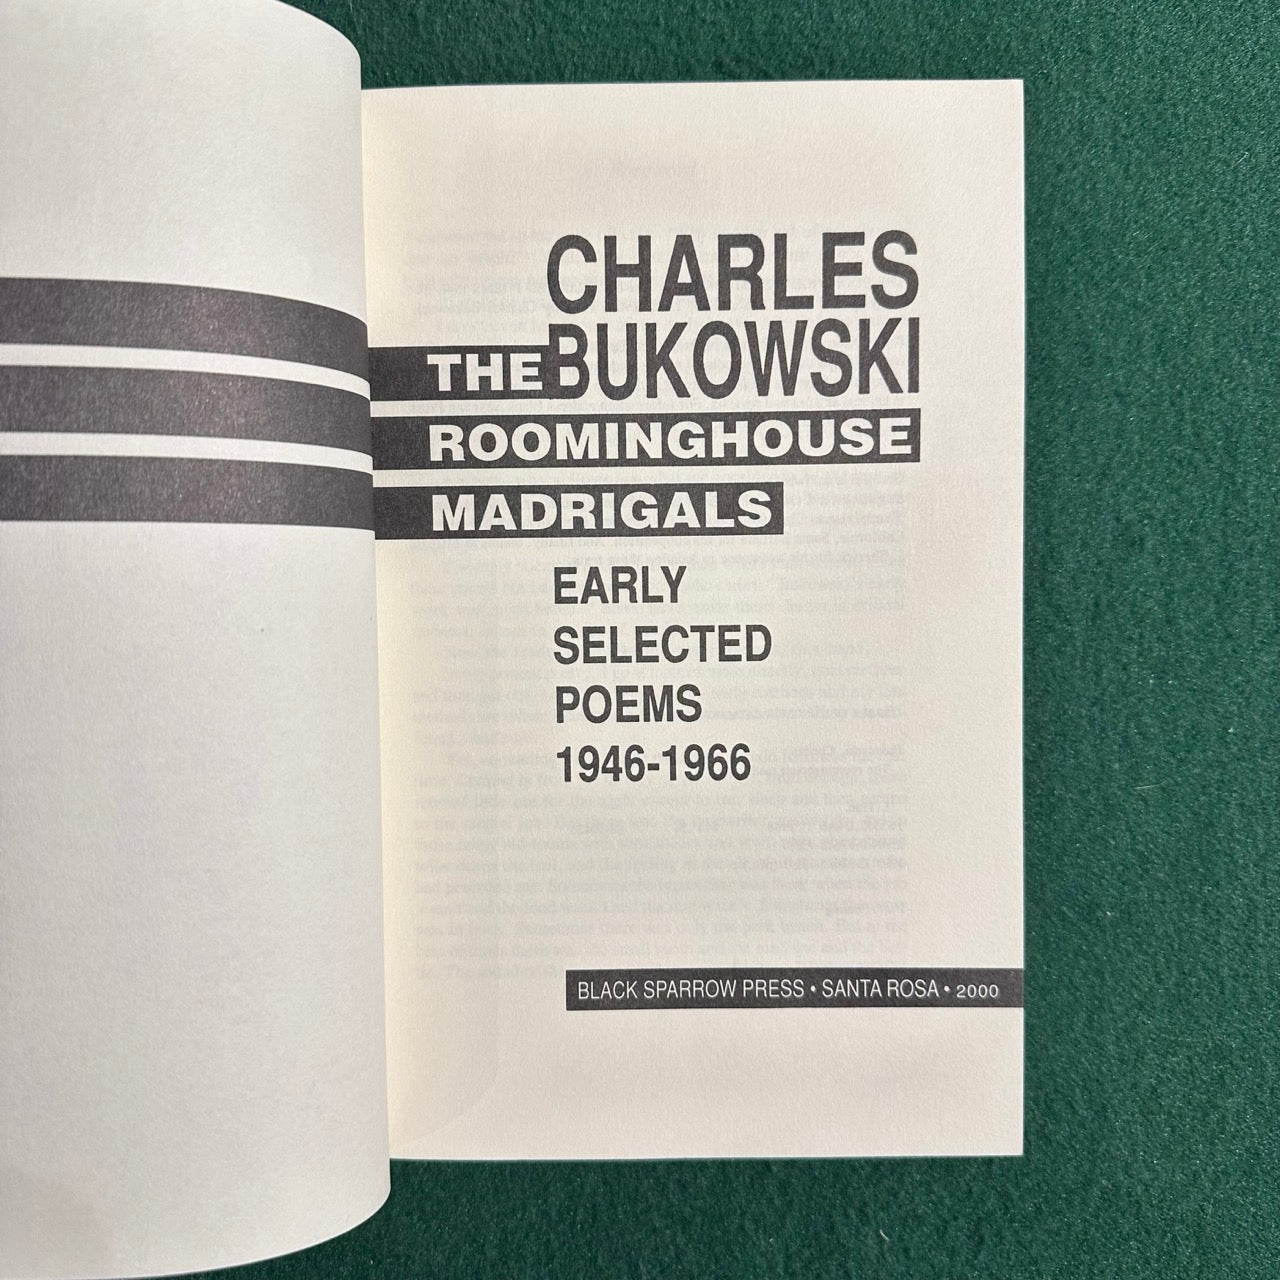 CHARLES
BUKOWSKI
THE
ROOMINGHOUSE
MADRIGALS
EARLY
SELECTED
POEMS
1946-1966
BLACK SPARROW PRESS • SANTA ROSA • 2000